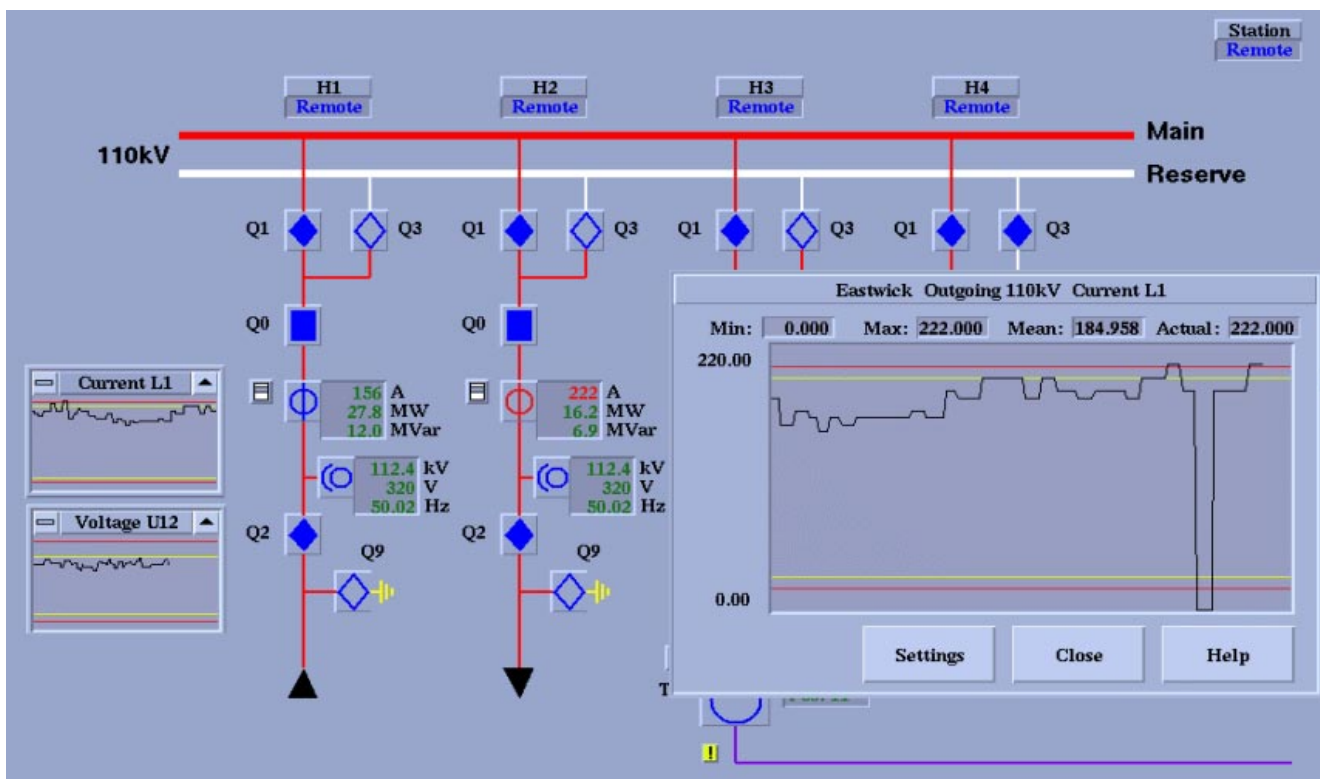 Station
Remote
H1
Remote
H2
Remote
H3
Remote
H4
Remote
Main
110kV
Reserve
Q1
Q3
Q1
Q3
Q1
Q3
Q1
Q3
Eastwick Outgoing 110kV Current L1
Min: 0.000 Max: 222.000 Mean: 184.958 Actual: 222.000
220.00
0.00
Settings Close Help
Q0
Q0
Current L1
156 A
27.8 MW
12.0 MVar
222 A
16.2 MW
6.9 MVar
112.4 kV
320 V
50.02 Hz
112.4 kV
320 V
50.02 Hz
Voltage U12
Q2
Q9
Q2
Q9
T
!